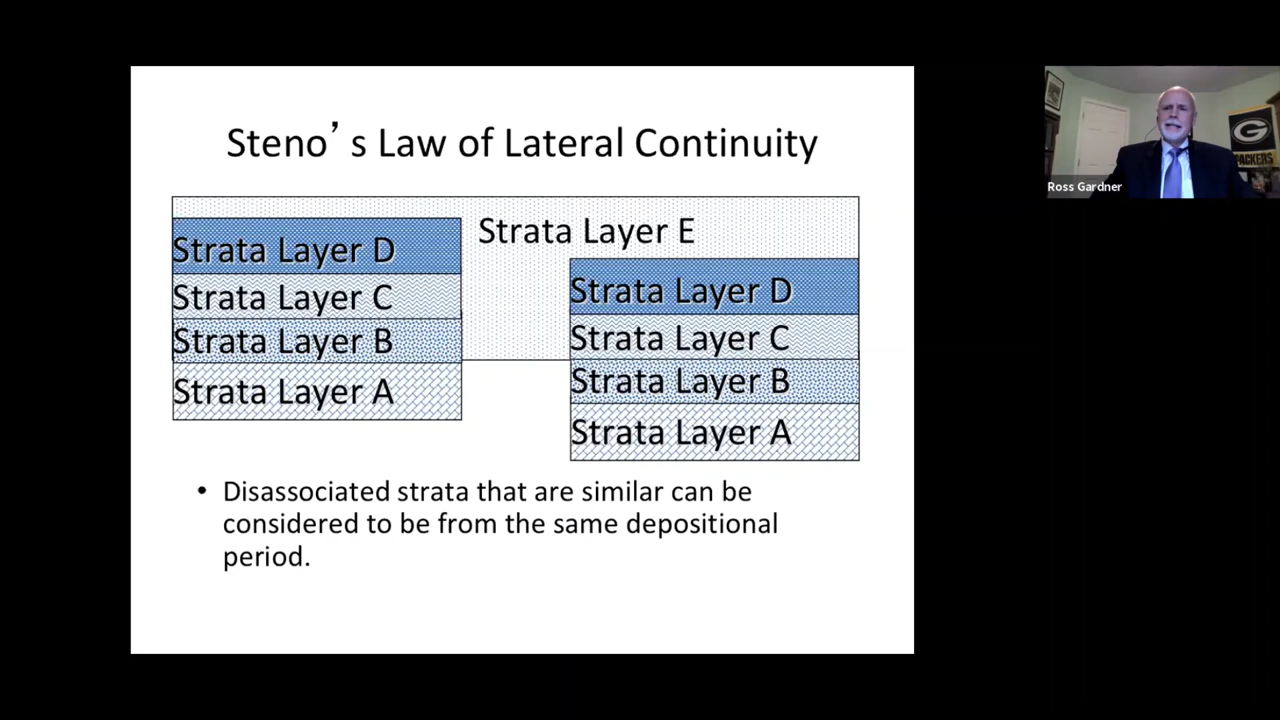 Steno's Law of Lateral Continuity
Strata Layer E
Strata Layer D
Strata Layer C
Strata Layer B
Strata Layer A
Strata Layer D
Strata Layer C
Strata Layer B
Strata Layer A
• Disassociated strata that are similar can be
considered to be from the same depositional
period.
G
PACKERS
Ross Gardner